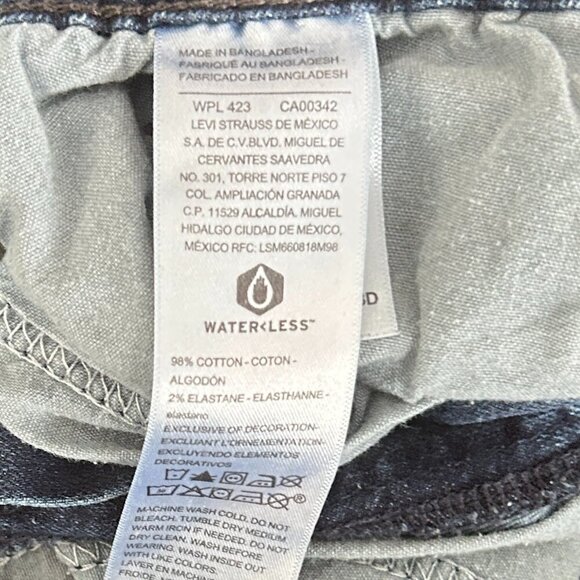 MADE IN BANGLADESH -
FABRIQUÉ AU BANGLADESH -
FABRICADO EN BANGLADESH
WPL 423 CA00342
LEVI STRAUSS DE MÉXICO
S.A. DE C.V.BLVD. MIGUEL DE
CERVANTES SAAVEDRA
NO. 301, TORRE NORTE PISO 7
COL. AMPLIACIÓN GRANADA
C.P. 11529 ALCALDÍA. MIGUEL
HIDALGO CIUDAD DE MÉXICO,
MÉXICO RFC: LSM660818M98
WATER<LESS™
98% COTTON - COTON -
ALGODÓN
2% ELASTANE - ELASTHANNE -
elastano
EXCLUSIVE OF DECORATION-
EXCLUANT L'ORNEMENTATION-
EXCLUYENDO ELEMENTOS
DECORATIVOS
MACHINE WASH COLD. DO NOT
BLEACH. TUMBLE DRY MEDIUM
WARM IRON IF NEEDED. DO NOT
DRY CLEAN. WASH BEFORE
WEARING. WASH INSIDE OUT
WITH LIKE COLORS.
LAVER EN MACHINE